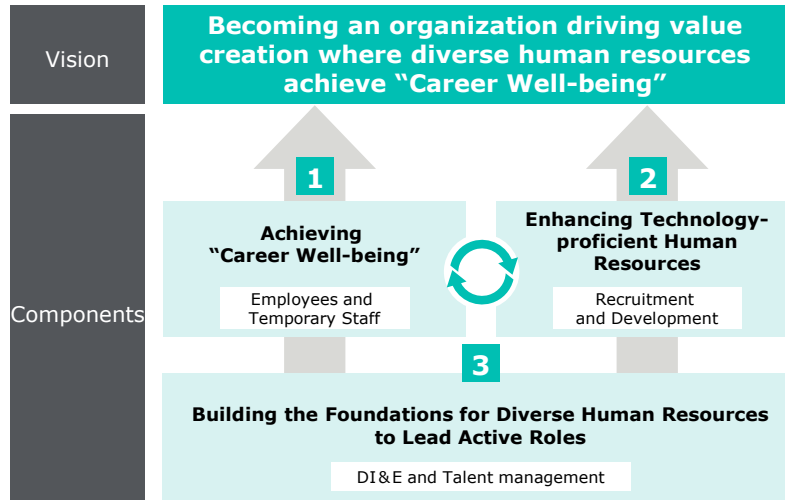 Vision
Becoming an organization driving value
creation where diverse human resources
achieve “Career Well-being”
Components
1
Achieving
“Career Well-being”
Employees and
Temporary Staff
2
Enhancing Technology-
proficient Human
Resources
Recruitment
and Development
3
Building the Foundations for Diverse Human Resources
to Lead Active Roles
DI&E and Talent management